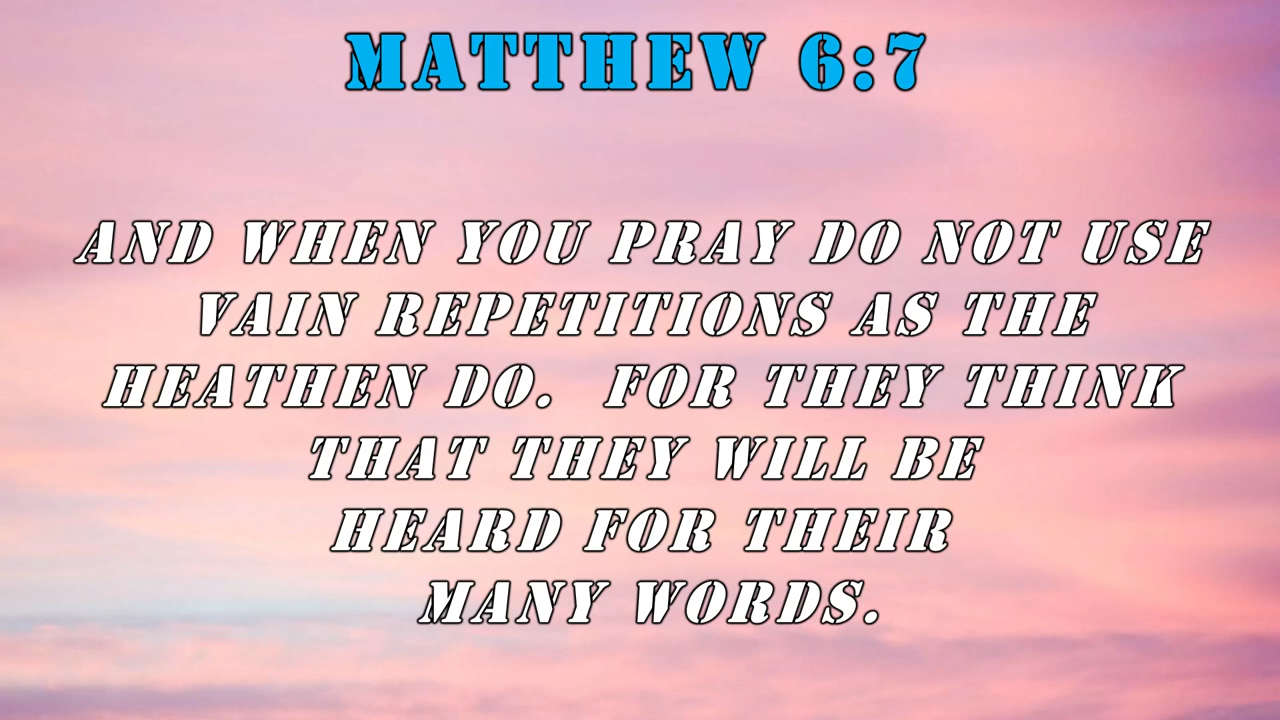 MATTHEW 6:7
AND WHEN YOU PRAY DO NOT USE
VAIN REPETITIONS AS THE
HEATHEN DO. FOR THEY THINK
THAT THEY WILL BE
HEARD FOR THEIR
MANY WORDS.